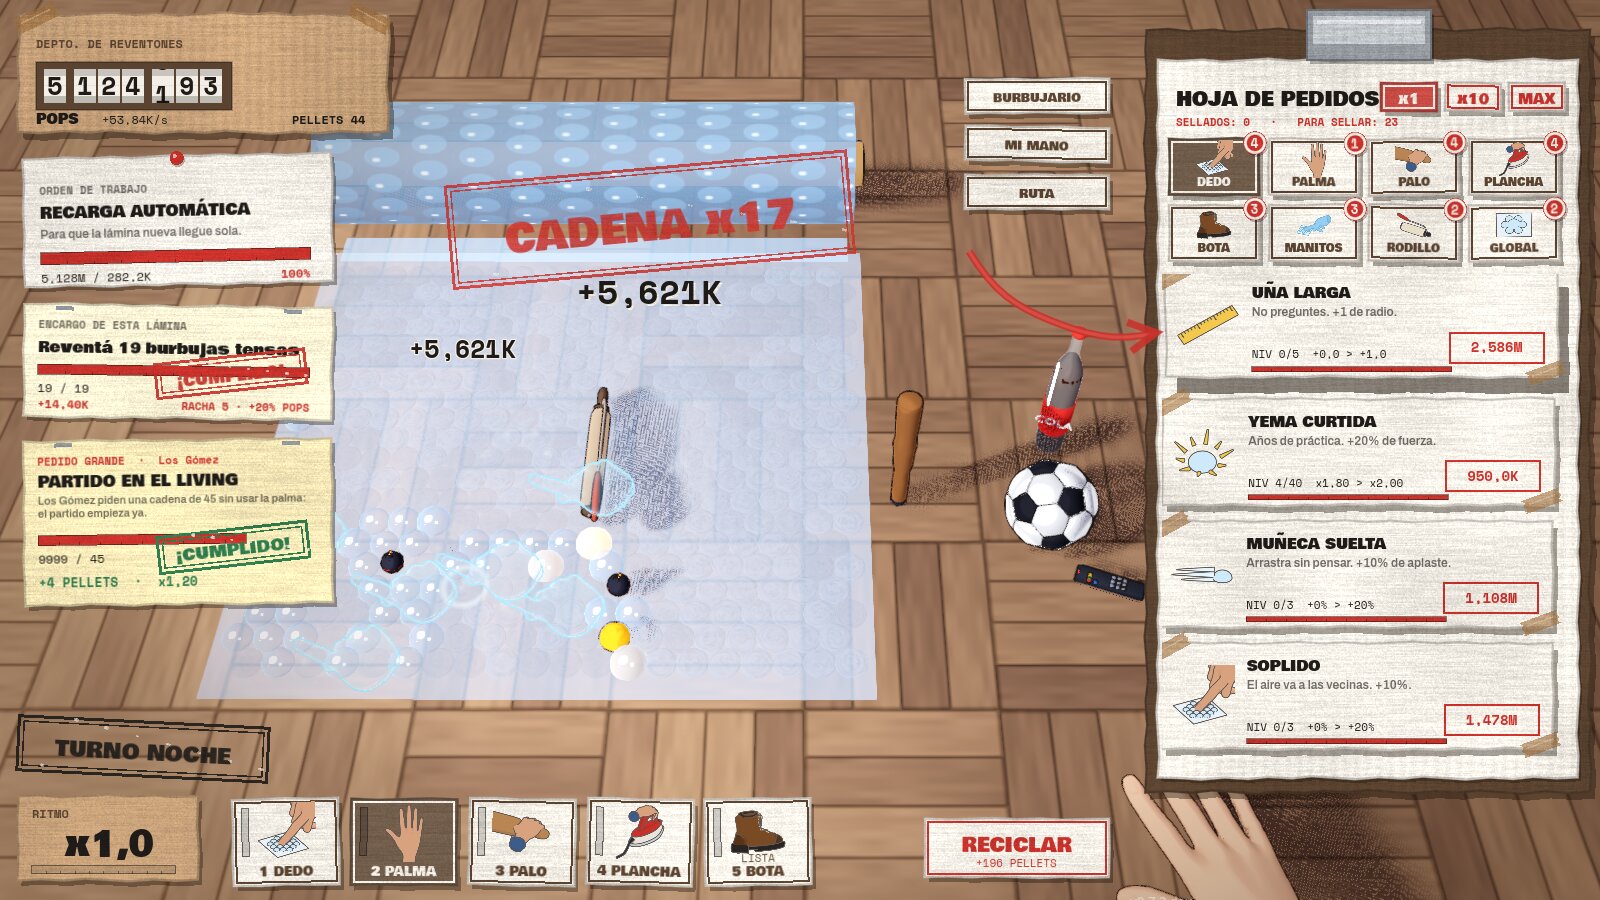 DEPTO. DE REVENTONES
5 124 193
POPS +53,84K/s PELLETS 44
ORDEN DE TRABAJO
RECARGA AUTOMÁTICA
Para que la lámina nueva llegue sola.
5,128M / 282.2K 100%
ENCARGO DE ESTA LÁMINA
Reventá 19 burbujas tensas
19 / 19
+14,40K RACHA 5 · +20% POPS
PEDIDO GRANDE · Los Gómez
PARTIDO EN EL LIVING
Los Gómez piden una cadena de 45 sin usar la palma:
el partido empieza ya.
¡CUMPLIDO!
9999 / 45
+4 PELLETS · x1,20
TURNO NOCHE
RITMO
x1,0
1 DEDO
2 PALMA
3 PALO
4 PLANCHA
LISTA
5 BOTA
CADENA x17
+5,621K
+5,621K
COLA
BURBUJARIO
MI MANO
RUTA
RECICLAR
+196 PELLETS
HOJA DE PEDIDOS x1 x10 MAX
SELLADOS: 0 · PARA SELLAR: 23
4 1 4 4
DEDO PALMA PALO PLANCHA
3 3 2 2
BOTA MANITOS RODILLO GLOBAL
UÑA LARGA
No preguntes. +1 de radio.
NIV 0/5 +0,0 > +1,0 2,586M
YEMA CURTIDA
Años de práctica. +20% de fuerza.
NIV 4/40 x1,80 > x2,00 950,0K
MUÑECA SUELTA
Arrastra sin pensar. +10% de aplaste.
NIV 0/3 +0% > +20% 1,108M
SOPLIDO
El aire va a las vecinas. +10%.
NIV 0/3 +0% > +20% 1,478M